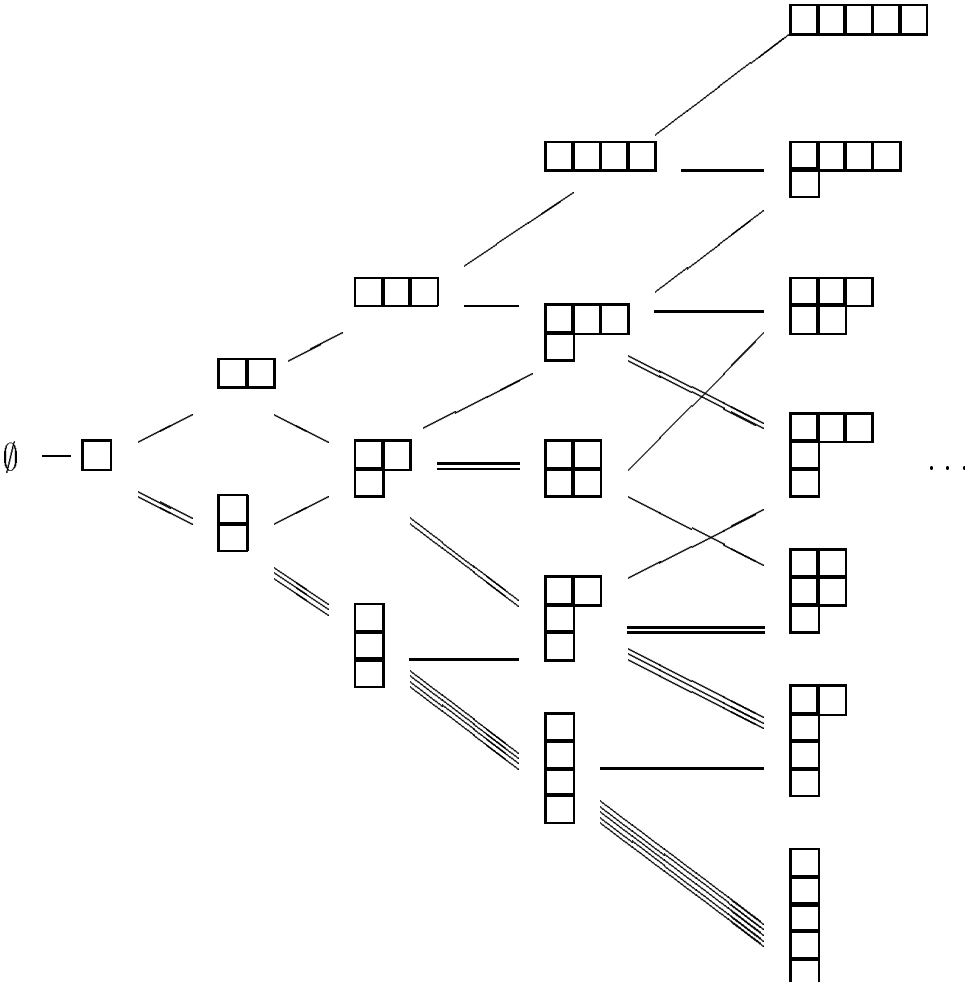 ∅
. . .